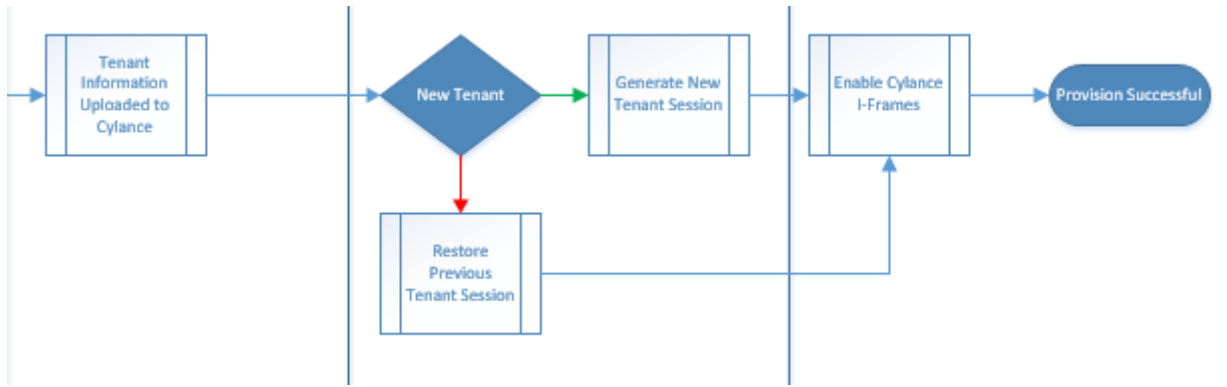 Tenant
Information
Uploaded to
Cylance
New Tenant
Generate New
Tenant Session
Enable Cylance
I-Frames
Provision Successful
Restore
Previous
Tenant Session